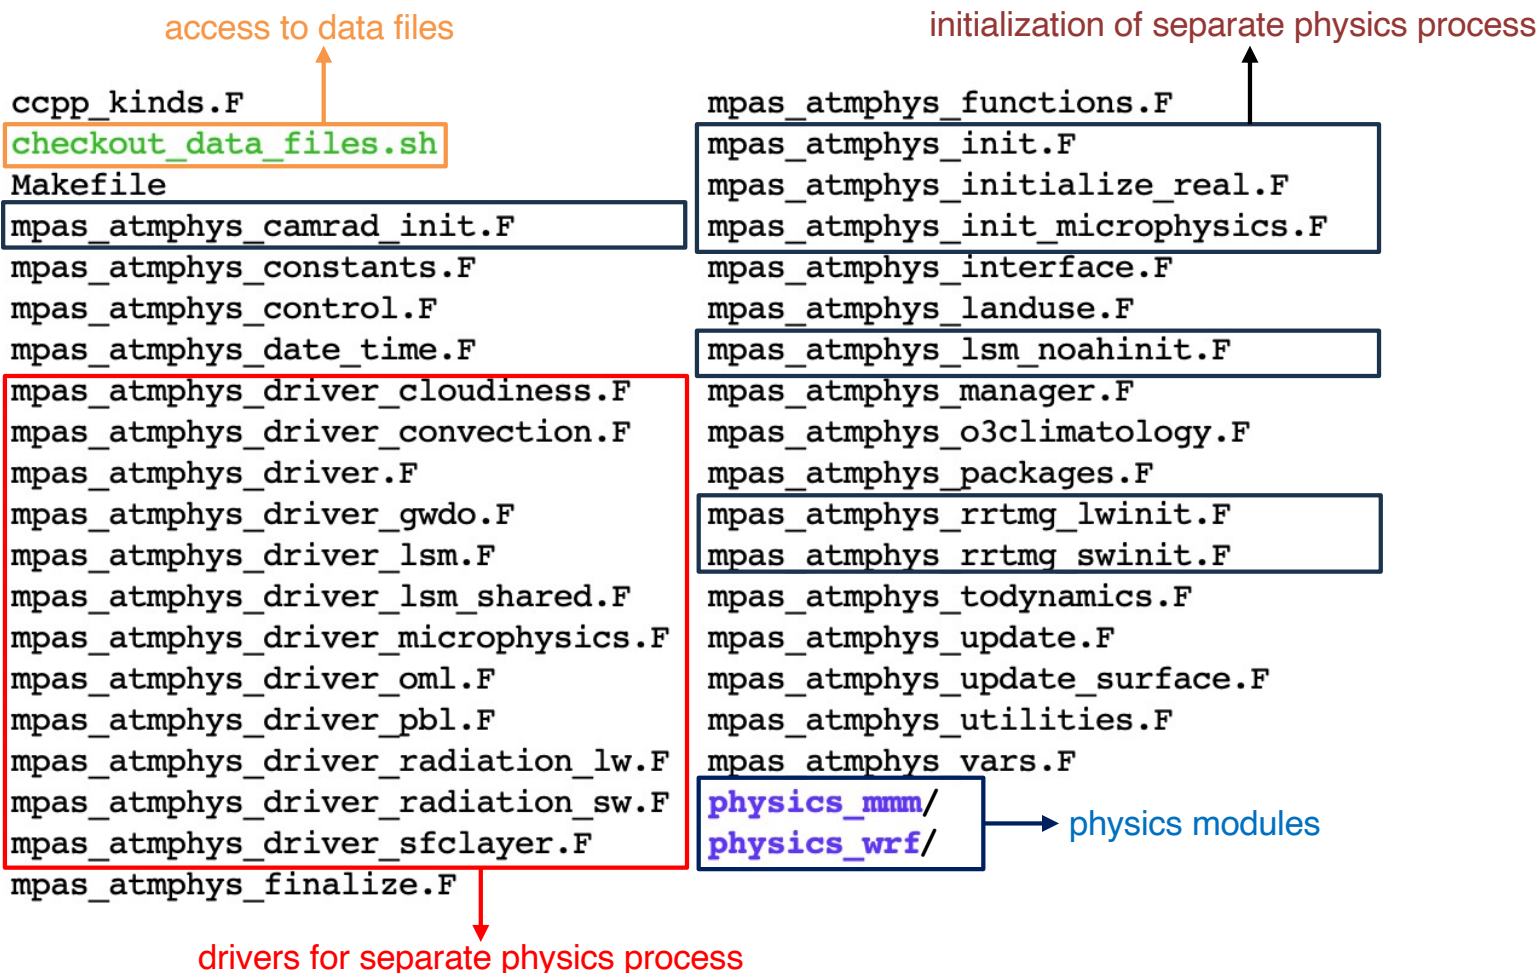 access to data files
initialization of separate physics process
ccpp_kinds.F
checkout_data_files.sh
Makefile
mpas_atmphys_camrad_init.F
mpas_atmphys_constants.F
mpas_atmphys_control.F
mpas_atmphys_date_time.F
mpas_atmphys_driver_cloudiness.F
mpas_atmphys_driver_convection.F
mpas_atmphys_driver.F
mpas_atmphys_driver_gwdo.F
mpas_atmphys_driver_lsm.F
mpas_atmphys_driver_lsm_shared.F
mpas_atmphys_driver_microphysics.F
mpas_atmphys_driver_oml.F
mpas_atmphys_driver_pbl.F
mpas_atmphys_driver_radiation_lw.F
mpas_atmphys_driver_radiation_sw.F
mpas_atmphys_driver_sfclayer.F
mpas_atmphys_finalize.F
drivers for separate physics process
mpas_atmphys_functions.F
mpas_atmphys_init.F
mpas_atmphys_initialize_real.F
mpas_atmphys_init_microphysics.F
mpas_atmphys_interface.F
mpas_atmphys_landuse.F
mpas_atmphys_lsm_noahinit.F
mpas_atmphys_manager.F
mpas_atmphys_o3climatology.F
mpas_atmphys_packages.F
mpas_atmphys_rrtmg_lwinit.F
mpas_atmphys_rrtmg_swinit.F
mpas_atmphys_todynamics.F
mpas_atmphys_update.F
mpas_atmphys_update_surface.F
mpas_atmphys_utilities.F
mpas_atmphys_vars.F
physics_mmm/
physics_wrf/
physics modules